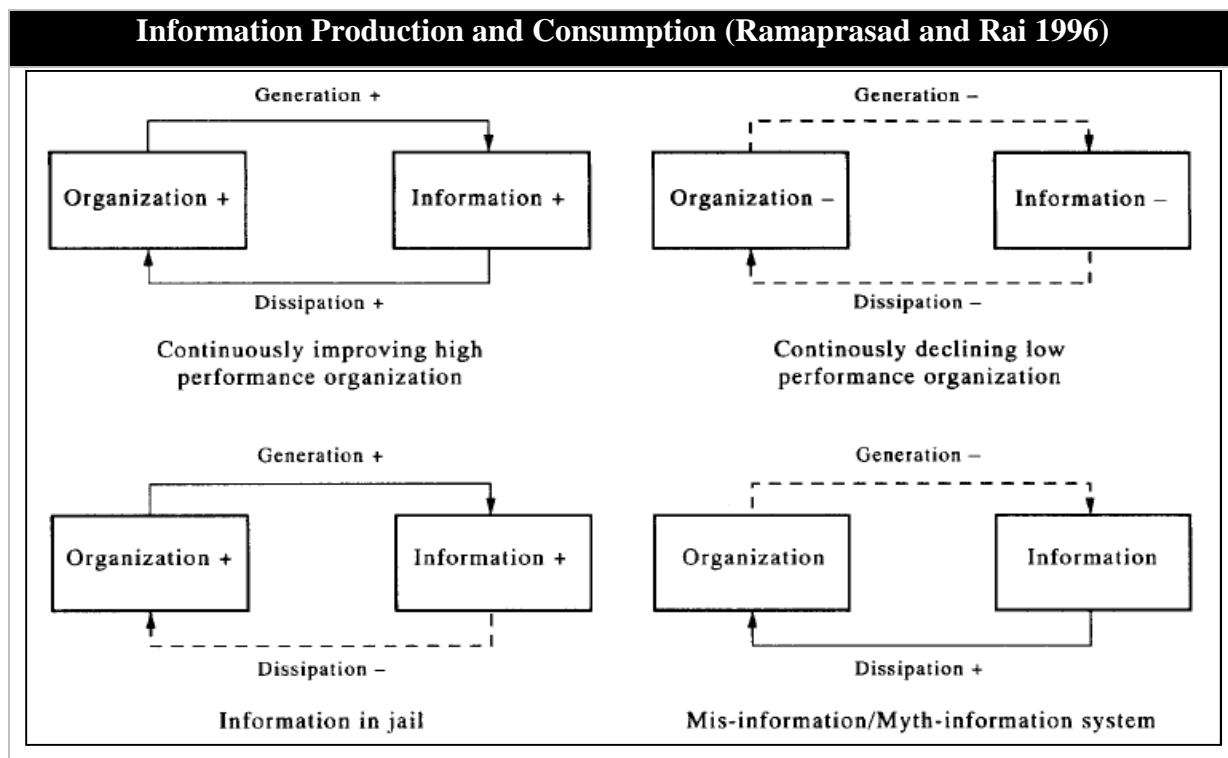 Information Production and Consumption (Ramaprasad and Rai 1996)
Generation +
Organization +
Information +
Dissipation +
Continuously improving high
performance organization
Generation –
Organization –
Information –
Dissipation –
Continously declining low
performance organization
Generation +
Organization +
Information +
Dissipation –
Information in jail
Generation –
Organization
Information
Dissipation +
Mis-information/Myth-information system